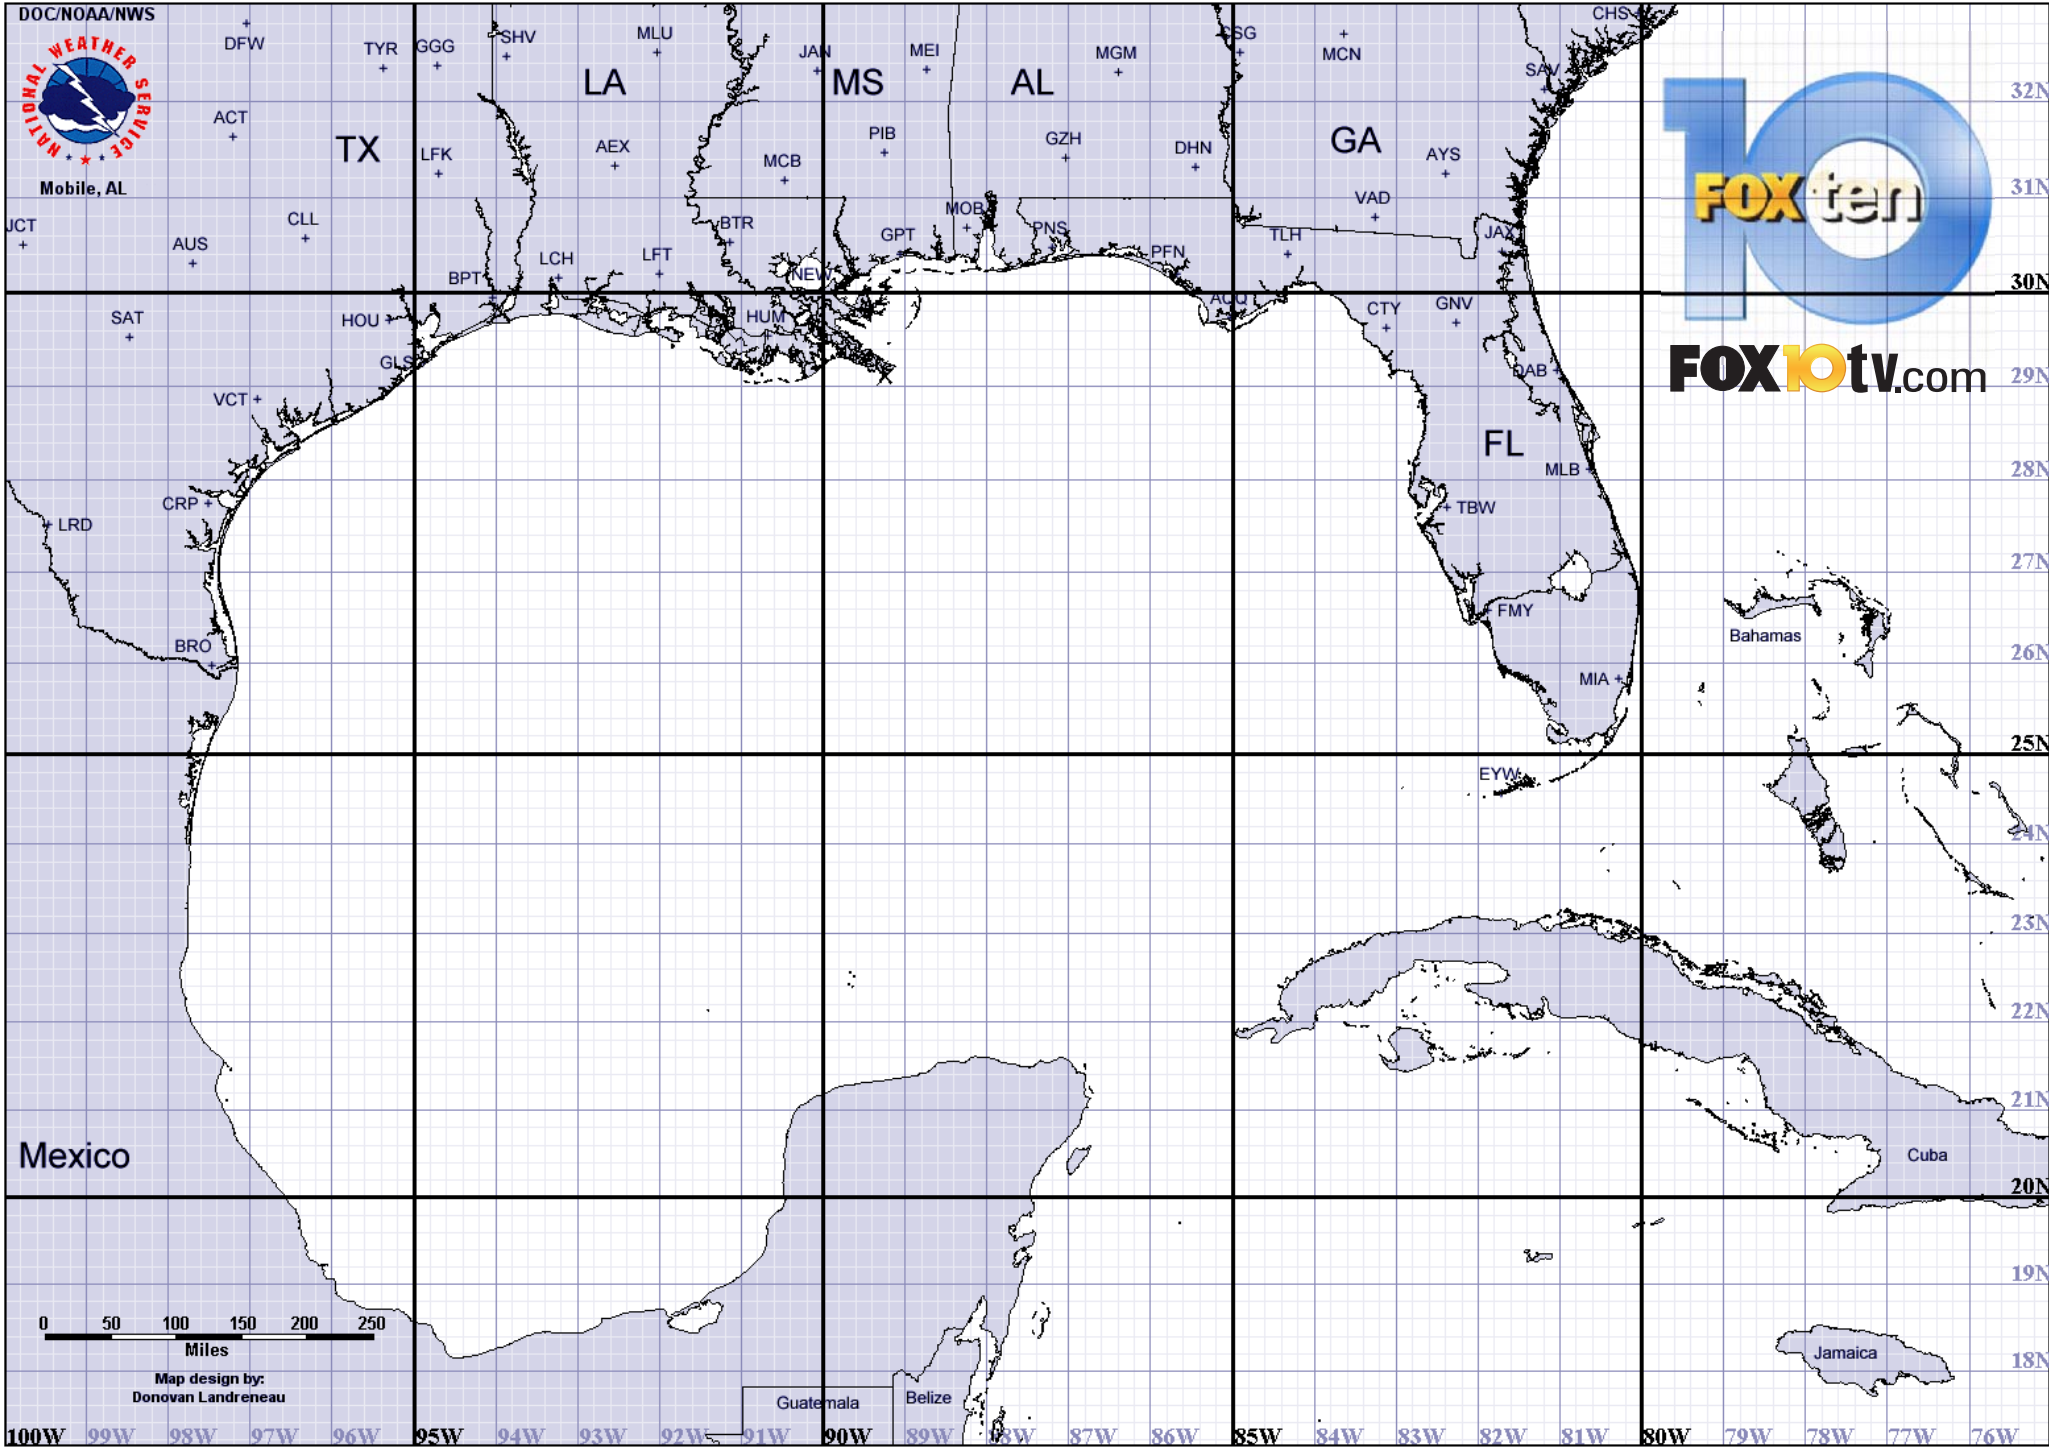 DOC/NOAA/NWS
NATIONAL WEATHER SERVICE
Mobile, AL
DFW
TYR
GGG
SHV
MLU
JAN
MEI
MGM
CSG
MCN
CHS
SAV
LA
MS
AL
32N
ACT
TX
LFK
AEX
MCB
PIB
GZH
DHN
GA
AYS
FOX ten
10
31N
JCT
AUS
CLL
BPT
LCH
LFT
BTR
NEW
GPT
MOB
PNS
PFN
TLH
VAD
JAX
30N
SAT
HOU
GLS
HUM
AQQ
CTY
GNV
FOX10tv.com
VCT
DAB
29N
FL
MLB
28N
CRP
LRD
TBW
27N
FMY
Bahamas
BRO
26N
MIA
25N
EYW
24N
23N
22N
21N
Mexico
Cuba
20N
19N
0 50 100 150 200 250
Miles
Jamaica
18N
Map design by:
Donovan Landreneau
Guatemala
Belize
100W 99W 98W 97W 96W 95W 94W 93W 92W 91W 90W 89W 88W 87W 86W 85W 84W 83W 82W 81W 80W 79W 78W 77W 76W